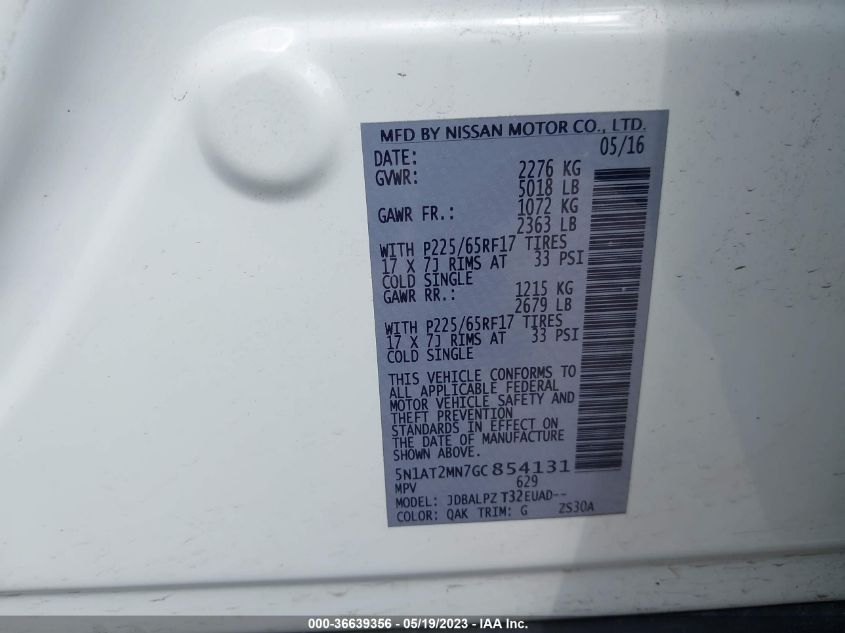 MFD BY NISSAN MOTOR CO., LTD.
DATE: 05/16
GVWR: 2276 KG
5018 LB
GAWR FR.: 1072 KG
2363 LB
WITH P225/65RF17 TIRES
17 X 7J RIMS AT 33 PSI
COLD SINGLE
GAWR RR.: 1215 KG
2679 LB
WITH P225/65RF17 TIRES
17 X 7J RIMS AT 33 PSI
COLD SINGLE
THIS VEHICLE CONFORMS TO
ALL APPLICABLE FEDERAL
MOTOR VEHICLE SAFETY AND
THEFT PREVENTION
STANDARDS IN EFFECT ON
THE DATE OF MANUFACTURE
SHOWN ABOVE.
5N1AT2MN7GC854131
MPV 629
MODEL: JDBALPZ T32EUAD--
COLOR: QAK TRIM: G ZS30A
000-36639356 - 05/19/2023 - IAA Inc.